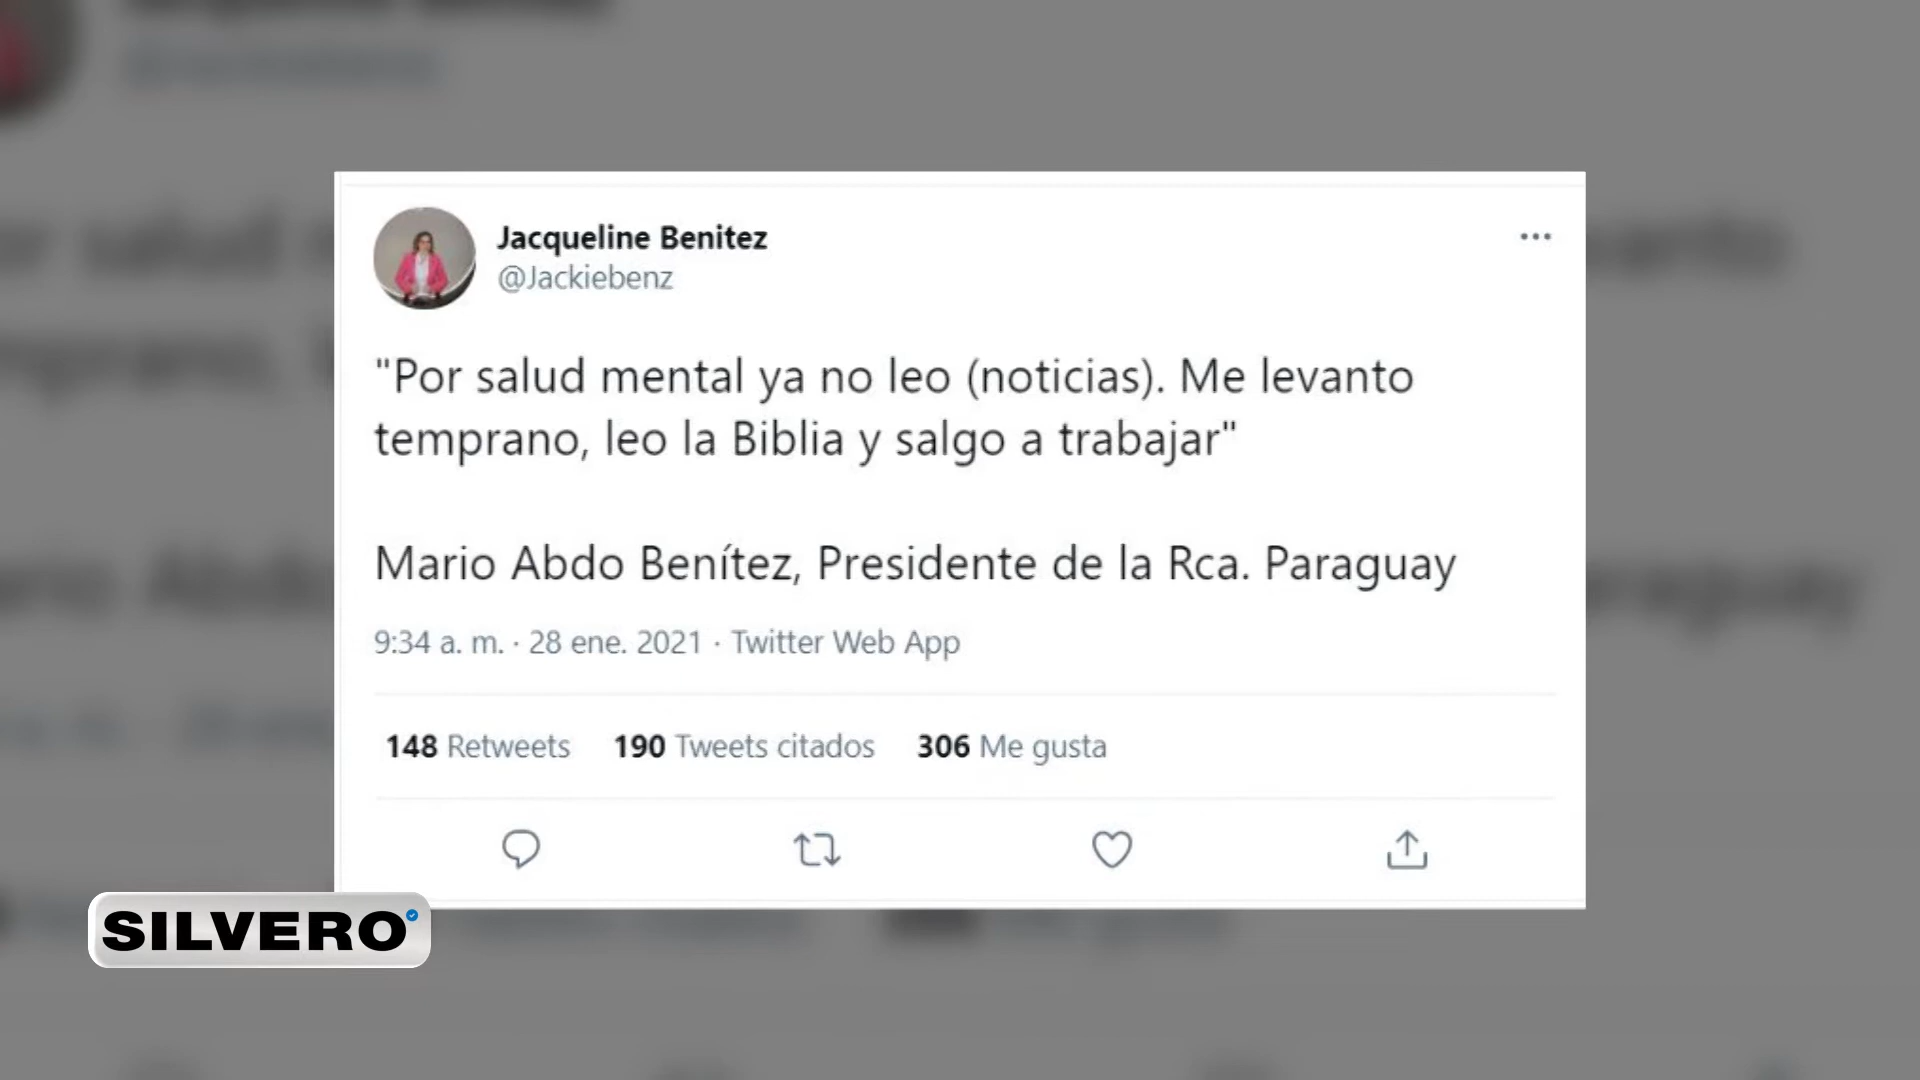 Jacqueline Benitez
@Jackiebenz
"Por salud mental ya no leo (noticias). Me levanto
temprano, leo la Biblia y salgo a trabajar"
Mario Abdo Benítez, Presidente de la Rca. Paraguay
9:34 a. m. · 28 ene. 2021 · Twitter Web App
148 Retweets 190 Tweets citados 306 Me gusta
SILVERO